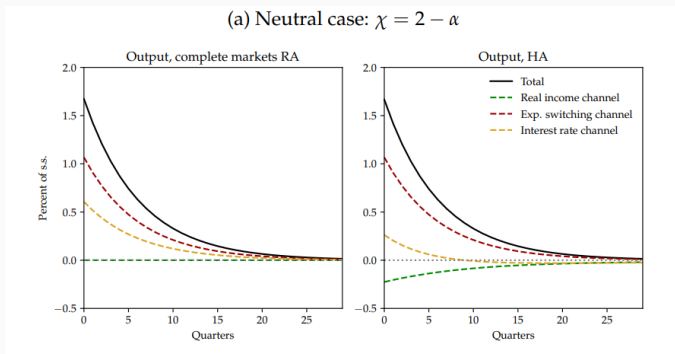 (a) Neutral case: χ = 2 − α
Output, complete markets RA
Output, HA
2.0
1.5
1.0
0.5
0.0
−0.5
Percent of s.s.
0 5 10 15 20 25
Quarters
2.0
1.5
1.0
0.5
0.0
−0.5
Total
Real income channel
Exp. switching channel
Interest rate channel
0 5 10 15 20 25
Quarters